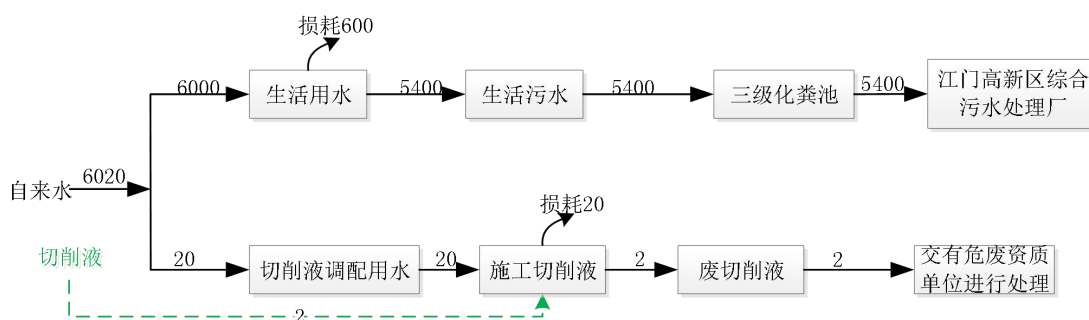 损耗600
6000
生活用水
5400
生活污水
5400
三级化粪池
5400
江门高新区综合
污水处理厂
自来水
6020
损耗20
切削液
20
切削液调配用水
20
施工切削液
2
废切削液
2
交有危废资质
单位进行处理
2